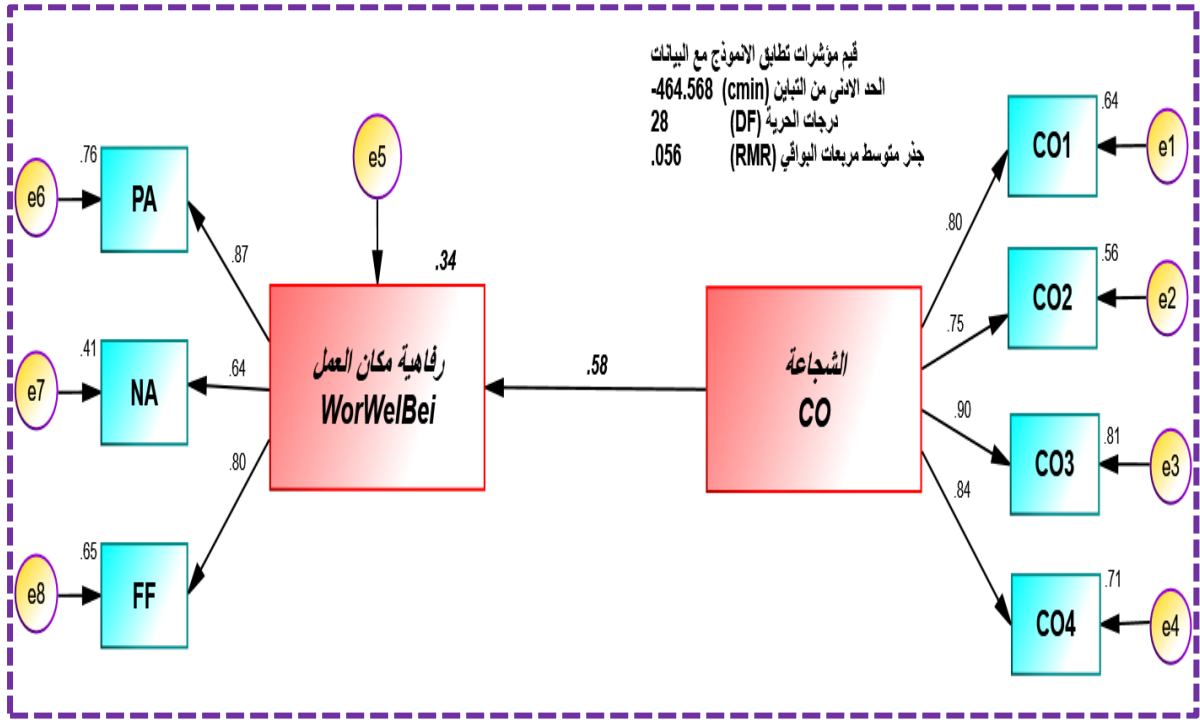 قيم مؤشرات تطابق الانموذج مع البيانات
الحد الادنى من التباين (cmin) 464.568-
درجات الحرية (DF) 28
جذر متوسط مربعات البواقي (RMR) .056
e5
e6
.76
PA
.87
e7
.41
NA
.64
e8
.65
FF
.80
.34
رفاهية مكان العمل
WorWelBei
.58
الشجاعة
CO
.80
CO1
.64
e1
.75
CO2
.56
e2
.90
CO3
.81
e3
.84
CO4
.71
e4